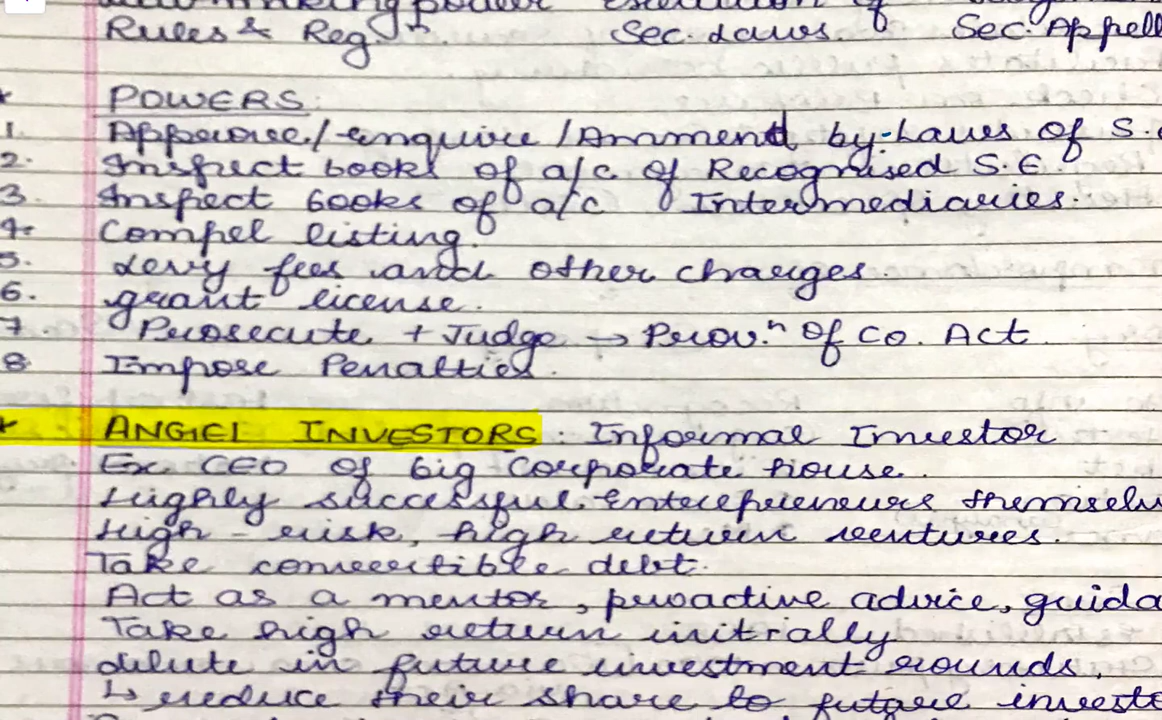 Rules & Reg. Sec. Laws. Sec. Appell
POWERS:
1. Approve/enquire/Ammend by-Laws of S.
2. Inspect books of a/c of Recognised S.E.
3. Inspect books of a/c Intermediaries.
4. Compel listing.
5. Levy fees and other charges
6. grant license.
7 Prosecute + Judge → Prov.n Of Co. Act
8 Impose Penalties.
ANGEL INVESTORS: Informal Investor
Ex CEO of big Corporate house.
Highly successful Enterpreneurs themselv
High - risk, high return ventures.
Take convertible debt.
Act as a mentor, proactive advice, guida
Take high return initially
dilute in future investment rounds.
↳ reduce their share to future investo